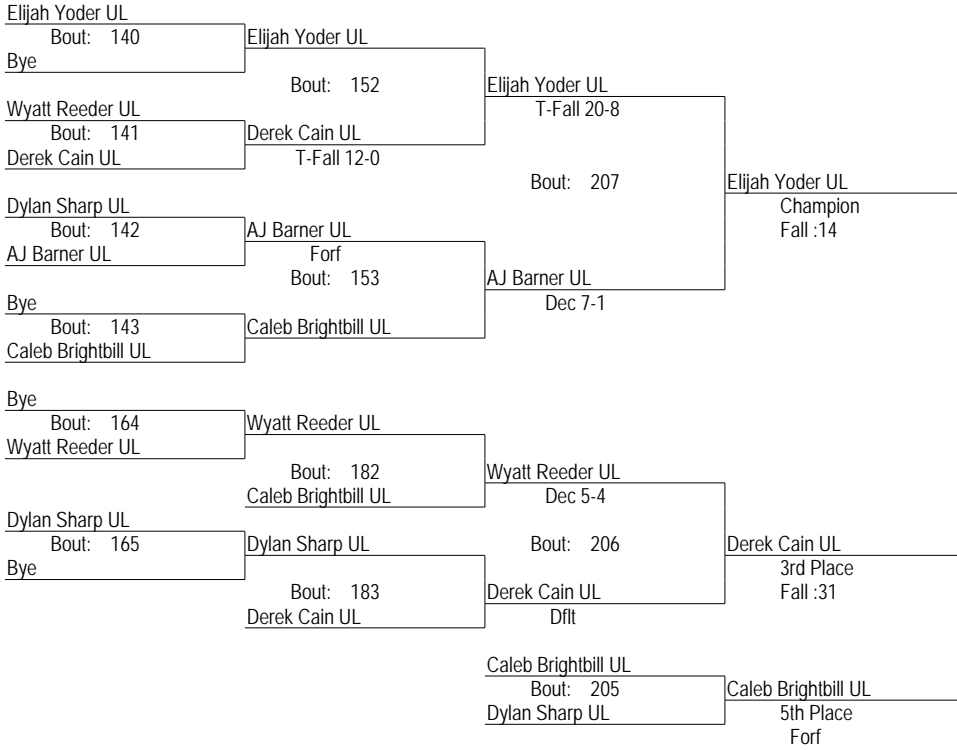 Elijah Yoder UL
Bout: 140
Elijah Yoder UL
Bye
Bout: 152
Elijah Yoder UL
Wyatt Reeder UL
T-Fall 20-8
Bout: 141
Derek Cain UL
Derek Cain UL
T-Fall 12-0
Bout: 207
Elijah Yoder UL
Dylan Sharp UL
Champion
Bout: 142
AJ Barner UL
Fall :14
AJ Barner UL
Forf
Bout: 153
AJ Barner UL
Bye
Dec 7-1
Bout: 143
Caleb Brightbill UL
Caleb Brightbill UL
Bye
Bout: 164
Wyatt Reeder UL
Wyatt Reeder UL
Bout: 182
Wyatt Reeder UL
Caleb Brightbill UL
Dec 5-4
Dylan Sharp UL
Bout: 165
Dylan Sharp UL
Bout: 206
Derek Cain UL
Bye
3rd Place
Bout: 183
Derek Cain UL
Fall :31
Derek Cain UL
Dflt
Caleb Brightbill UL
Bout: 205
Caleb Brightbill UL
Dylan Sharp UL
5th Place
Forf